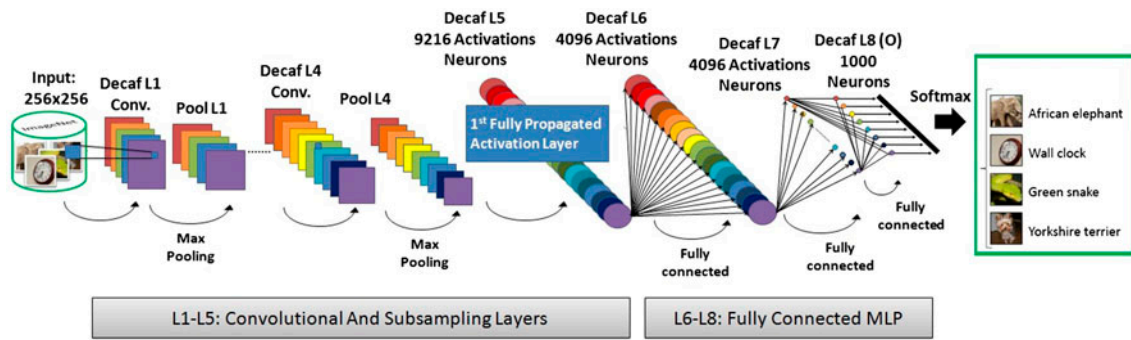 Input:
256x256
ImageNet
Decaf L1
Conv.
Pool L1
Decaf L4
Conv.
Pool L4
Decaf L5
9216 Activations
Neurons
1st Fully Propagated
Activation Layer
Decaf L6
4096 Activations
Neurons
Decaf L7
4096 Activations
Neurons
Decaf L8 (O)
1000
Neurons
Softmax
African elephant
Wall clock
Green snake
Yorkshire terrier
Max
Pooling
Max
Pooling
Fully
connected
Fully
connected
Fully
connected
L1-L5: Convolutional And Subsampling Layers
L6-L8: Fully Connected MLP